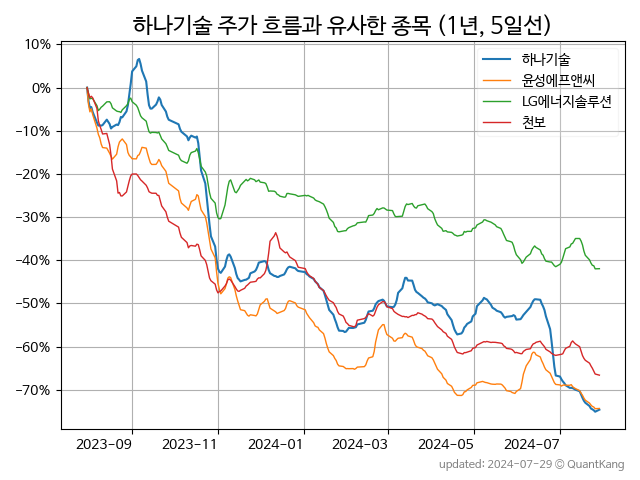 하나기술 주가 흐름과 유사한 종목 (1년, 5일선)
10%
0%
−10%
−20%
−30%
−40%
−50%
−60%
−70%
하나기술
윤성에프앤씨
LG에너지솔루션
천보
2023-09 2023-11 2024-01 2024-03 2024-05 2024-07
updated: 2024-07-29 © QuantKang